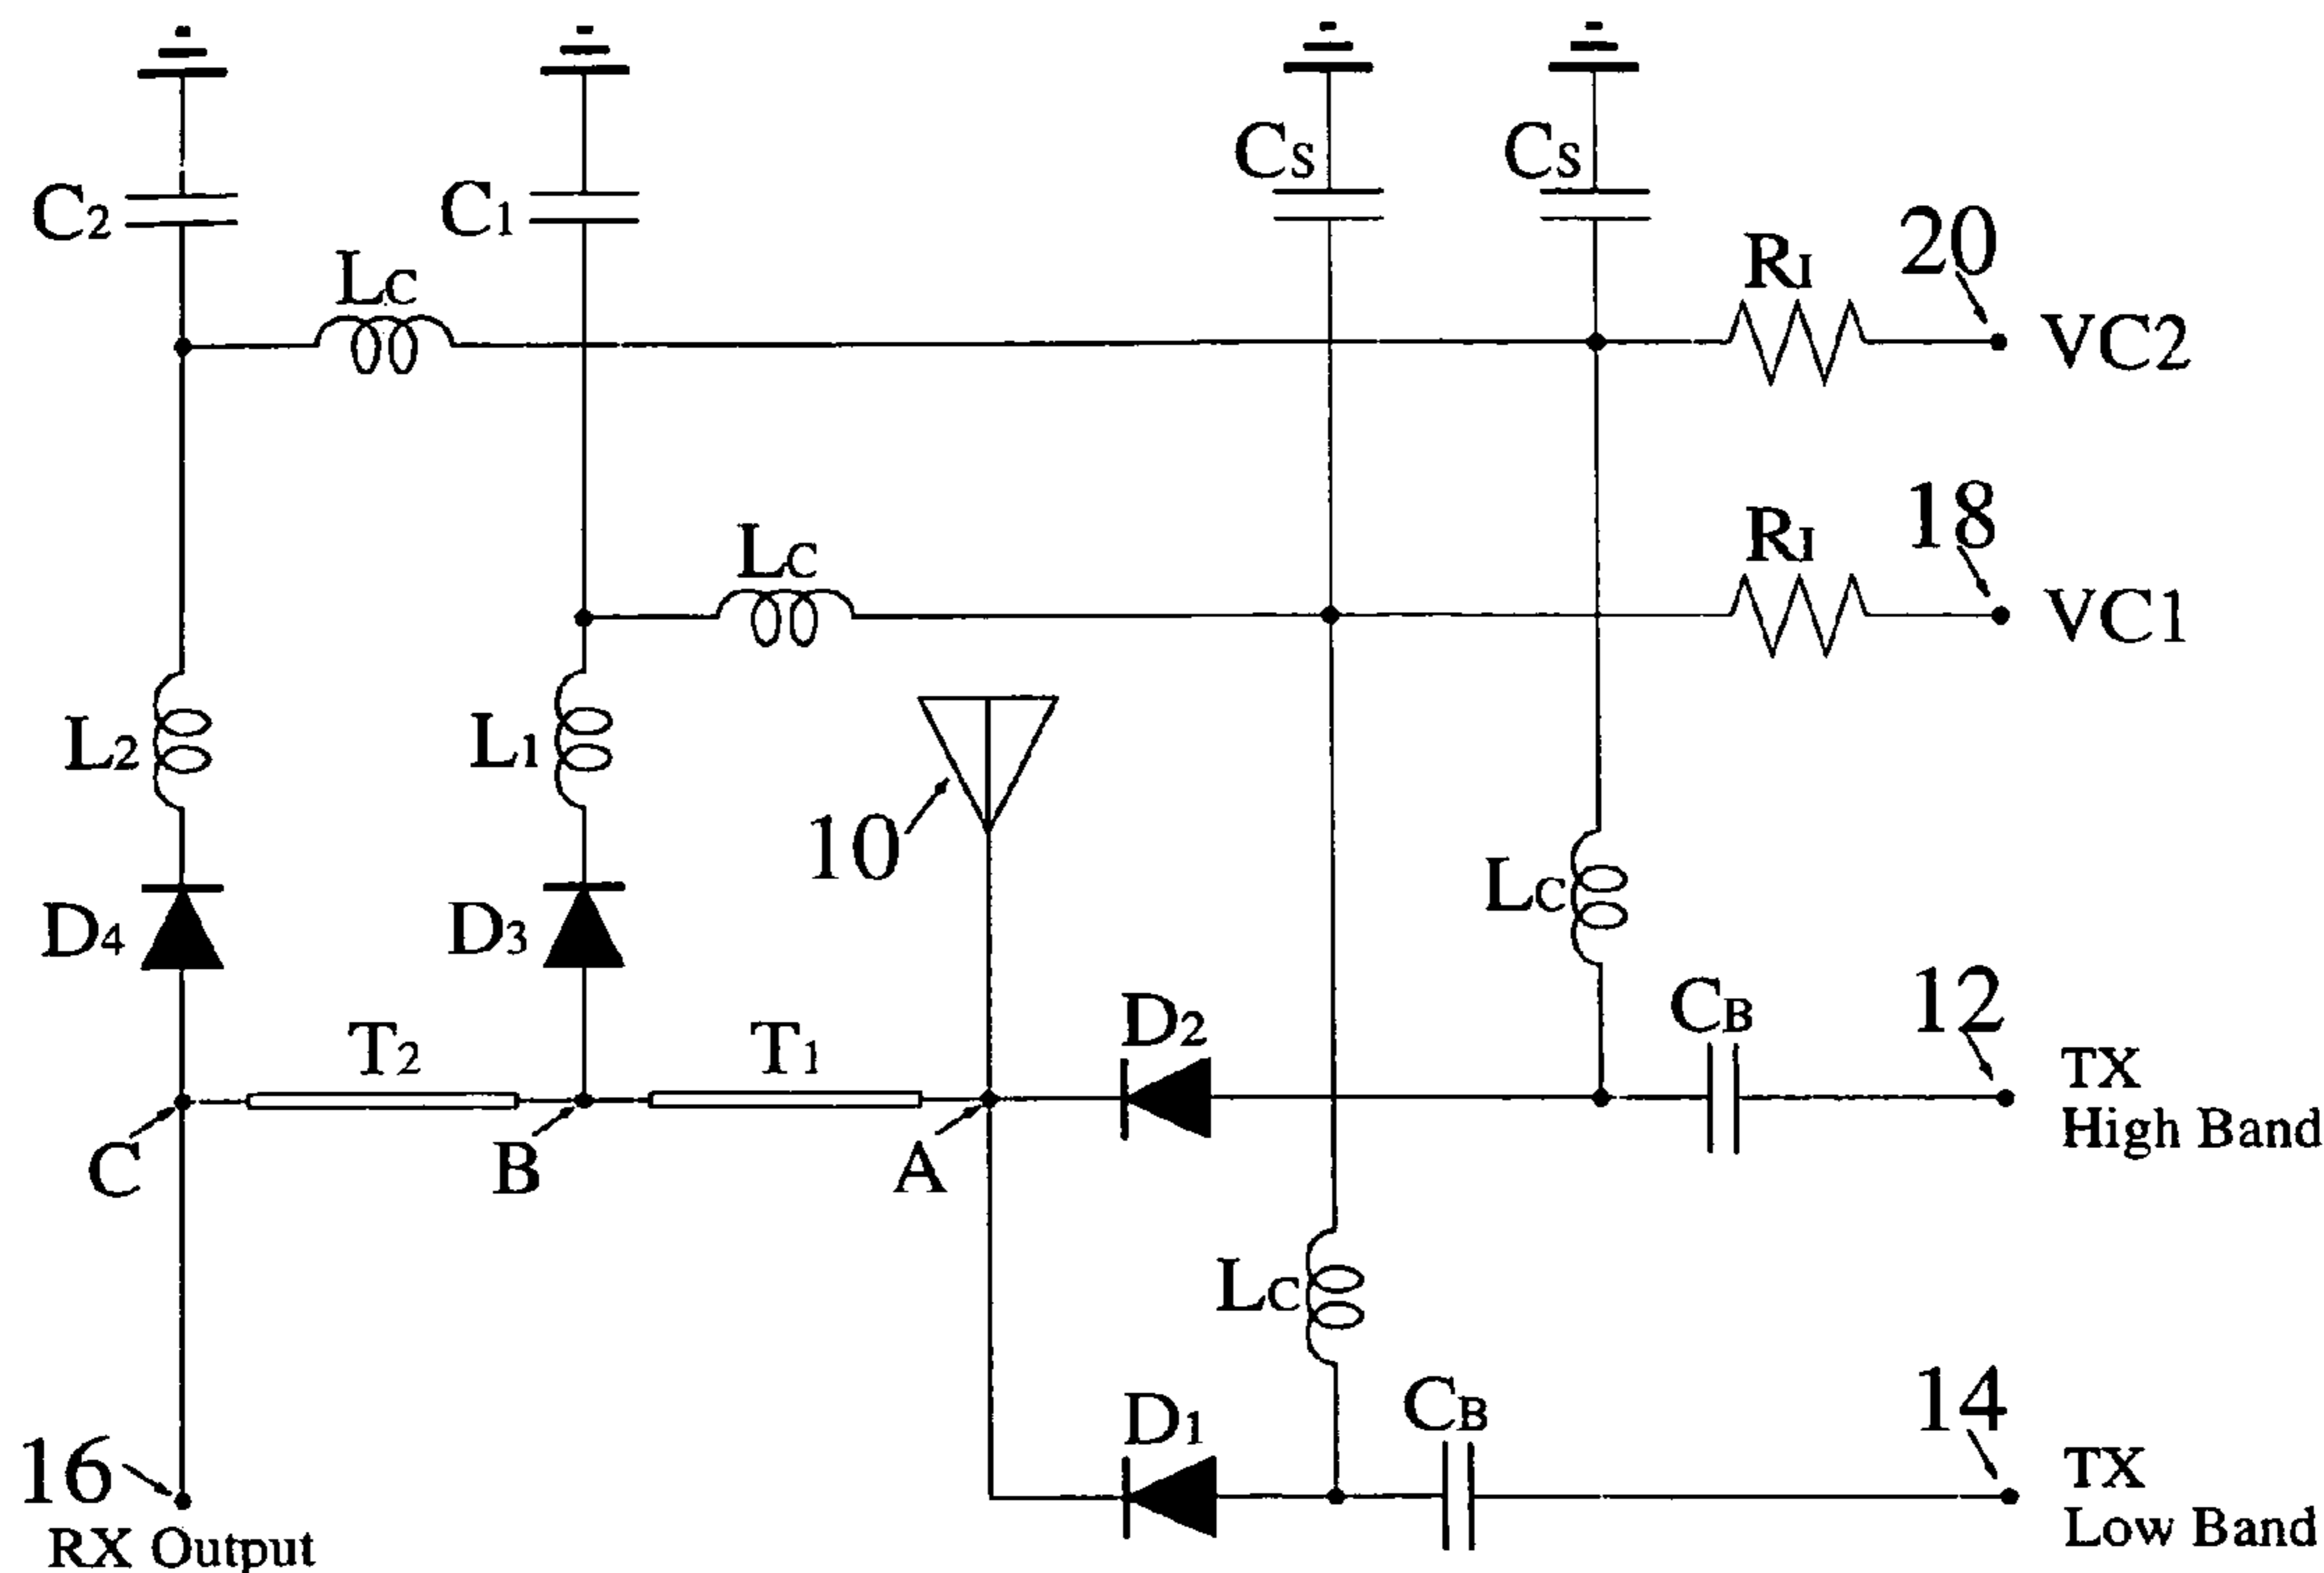 CS CS
C2 C1 20
LC RI
VC2
18
LC RI
VC1
L2 L1
10
LC
D4 D3
12
CB
D2
T2 T1
TX
High Band
C B A
LC
14
CB
D1
TX
Low Band
16
RX Output